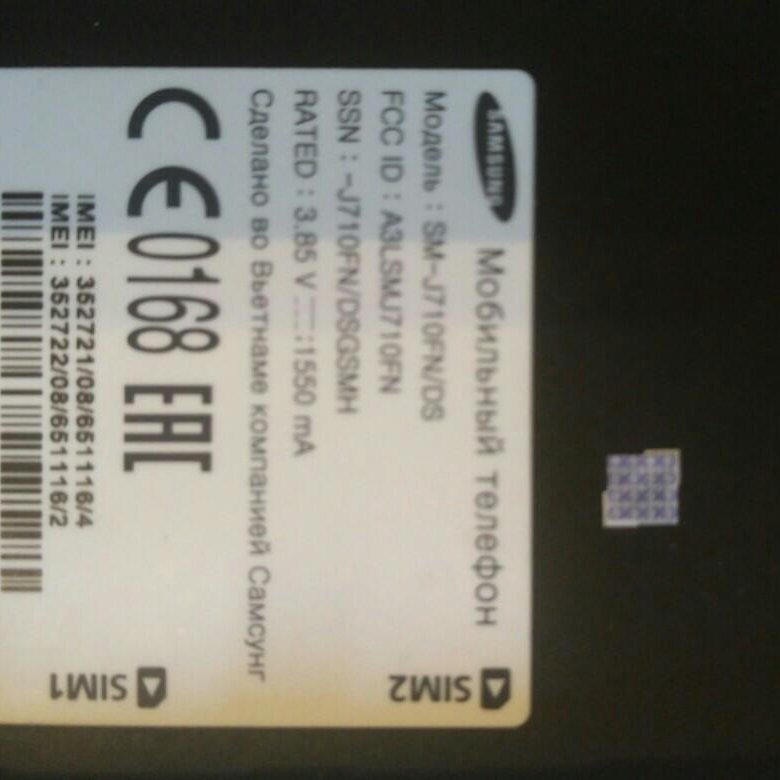 SAMSUNG Мобильный телефон
Модель : SM-J710FN/DS
FCC ID : A3LSMJ710FN
SSN : -J710FN/DSGSMH
RATED : 3.85 V ⎓;1550 mA
Сделано во Вьетнаме компанией Самсунг
CE0168 EAC
IMEI : 352721/08/651116/4
IMEI : 352722/08/651116/2
SIM2
SIM1